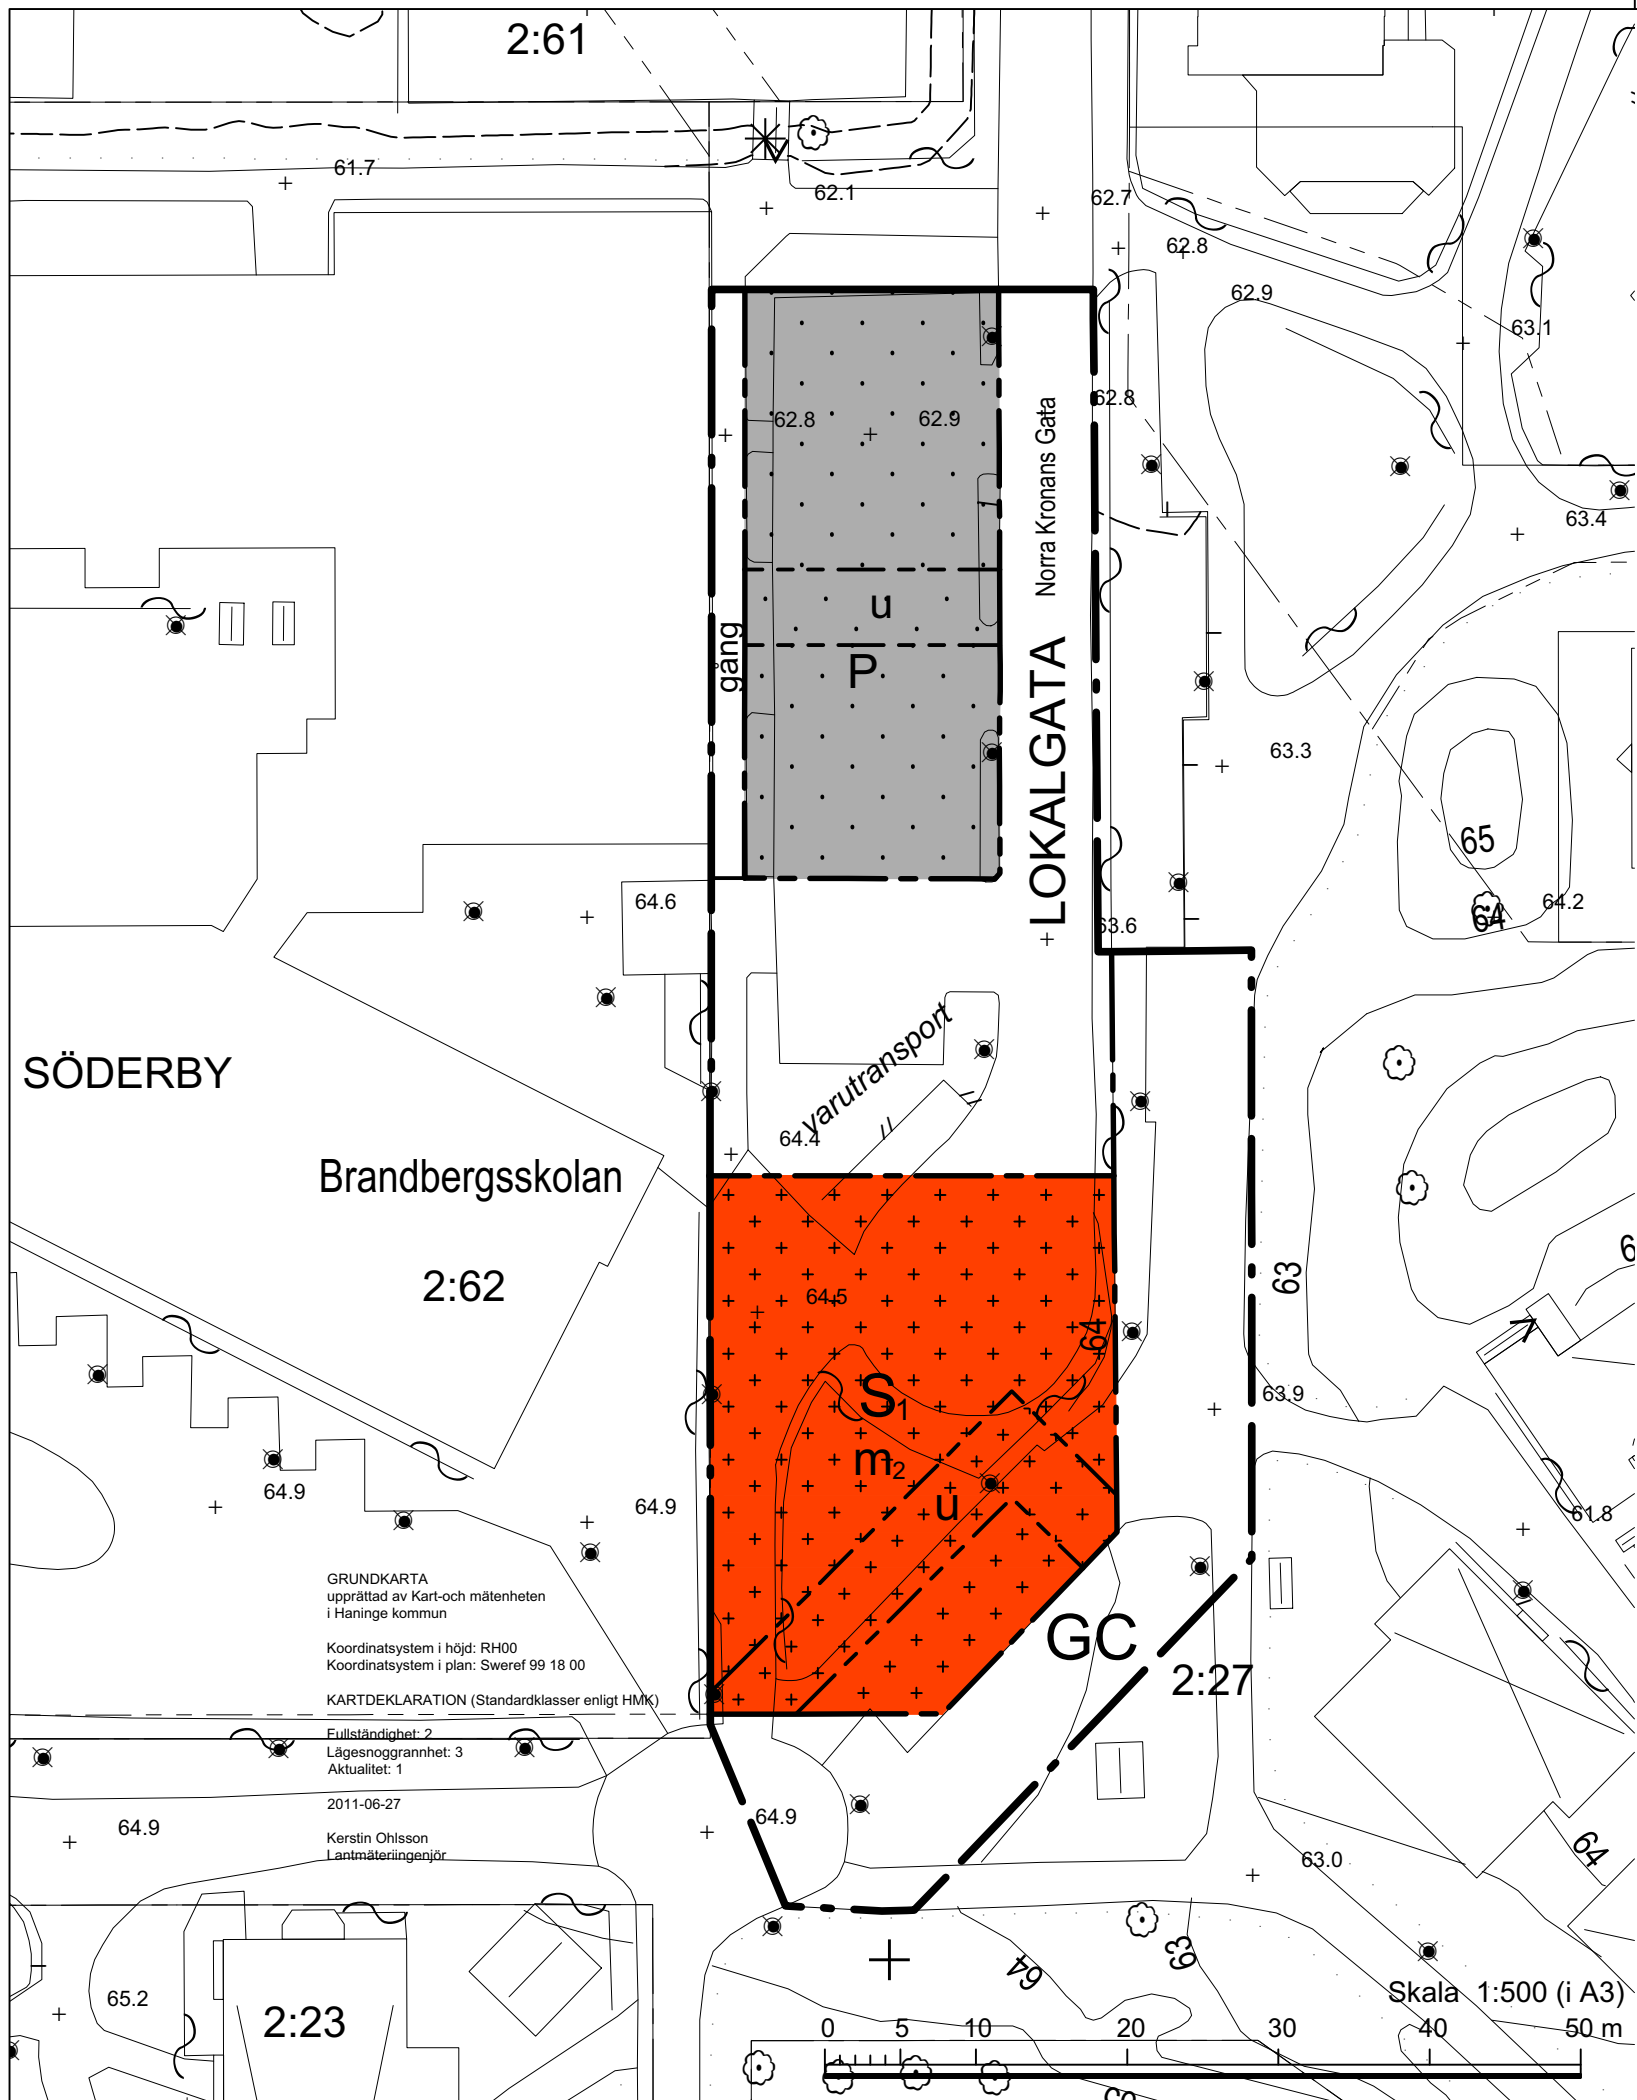 2:61
61.7
62.1
62.7
62.8
62.9
63.1
62.8
62.9
62.8
Norra Kronans Gata
63.4
u
gång
P
LOKALGATA
63.3
65
64.6
63.6
64
64.2
varutransport
SÖDERBY
64.4
Brandbergsskolan
2:62
63
64.5
64
S1
63.9
m2
64.9
64.9
u
61.8
GRUNDKARTA
upprättad av Kart-och mätenheten
i Haninge kommun
Koordinatsystem i höjd: RH00
Koordinatsystem i plan: Sweref 99 18 00
KARTDEKLARATION (Standardklasser enligt HMK)
Fullständighet: 2
Lägesnoggrannhet: 3
Aktualitet: 1
2011-06-27
Kerstin Ohlsson
Lantmäteriingenjör
GC
2:27
64.9
64.9
63.0
64
64
63
65.2
2:23
Skala 1:500 (i A3)
0 5 10 20 30 40 50 m